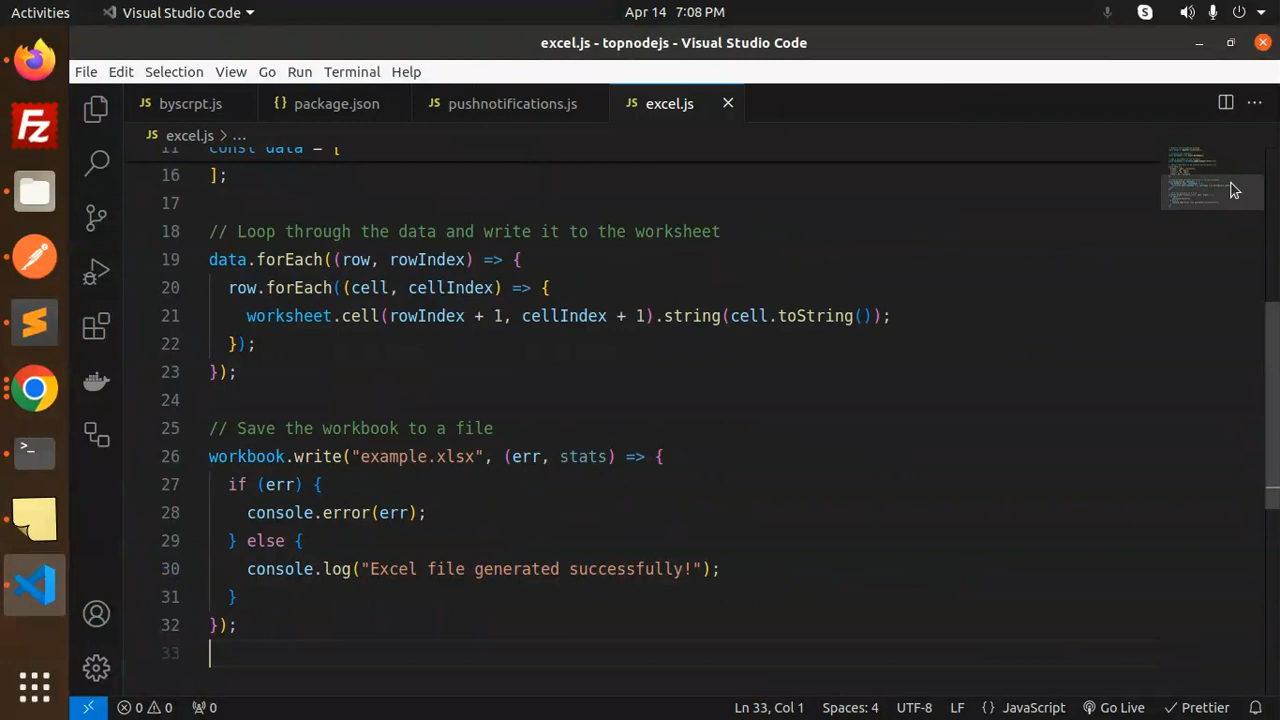 Activities
Visual Studio Code
Apr 14 7:08 PM
excel.js - topnodejs - Visual Studio Code
File Edit Selection View Go Run Terminal Help
JS byscrpt.js
{} package.json
JS pushnotifications.js
JS excel.js
JS excel.js > ...
11 const data = [
16 ];
17
18 // Loop through the data and write it to the worksheet
19 data.forEach((row, rowIndex) => {
20 row.forEach((cell, cellIndex) => {
21 worksheet.cell(rowIndex + 1, cellIndex + 1).string(cell.toString());
22 });
23 });
24
25 // Save the workbook to a file
26 workbook.write("example.xlsx", (err, stats) => {
27 if (err) {
28 console.error(err);
29 } else {
30 console.log("Excel file generated successfully!");
31 }
32 });
33
0 0 0
Ln 33, Col 1 Spaces: 4 UTF-8 LF {} JavaScript Go Live Prettier